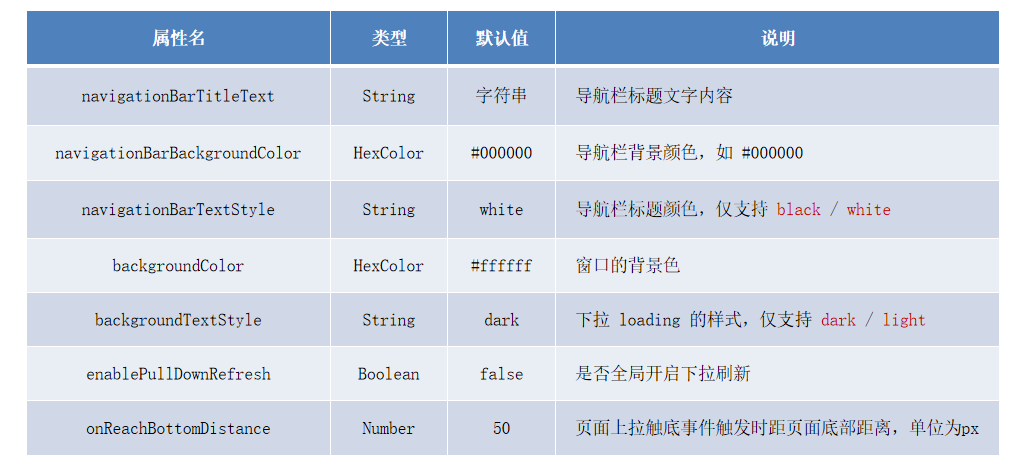 属性名 类型 默认值 说明
navigationBarTitleText String 字符串 导航栏标题文字内容
navigationBarBackgroundColor HexColor #000000 导航栏背景颜色，如 #000000
navigationBarTextStyle String white 导航栏标题颜色，仅支持 black / white
backgroundColor HexColor #ffffff 窗口的背景色
backgroundTextStyle String dark 下拉 loading 的样式，仅支持 dark / light
enablePullDownRefresh Boolean false 是否全局开启下拉刷新
onReachBottomDistance Number 50 页面上拉触底事件触发时距页面底部距离，单位为px